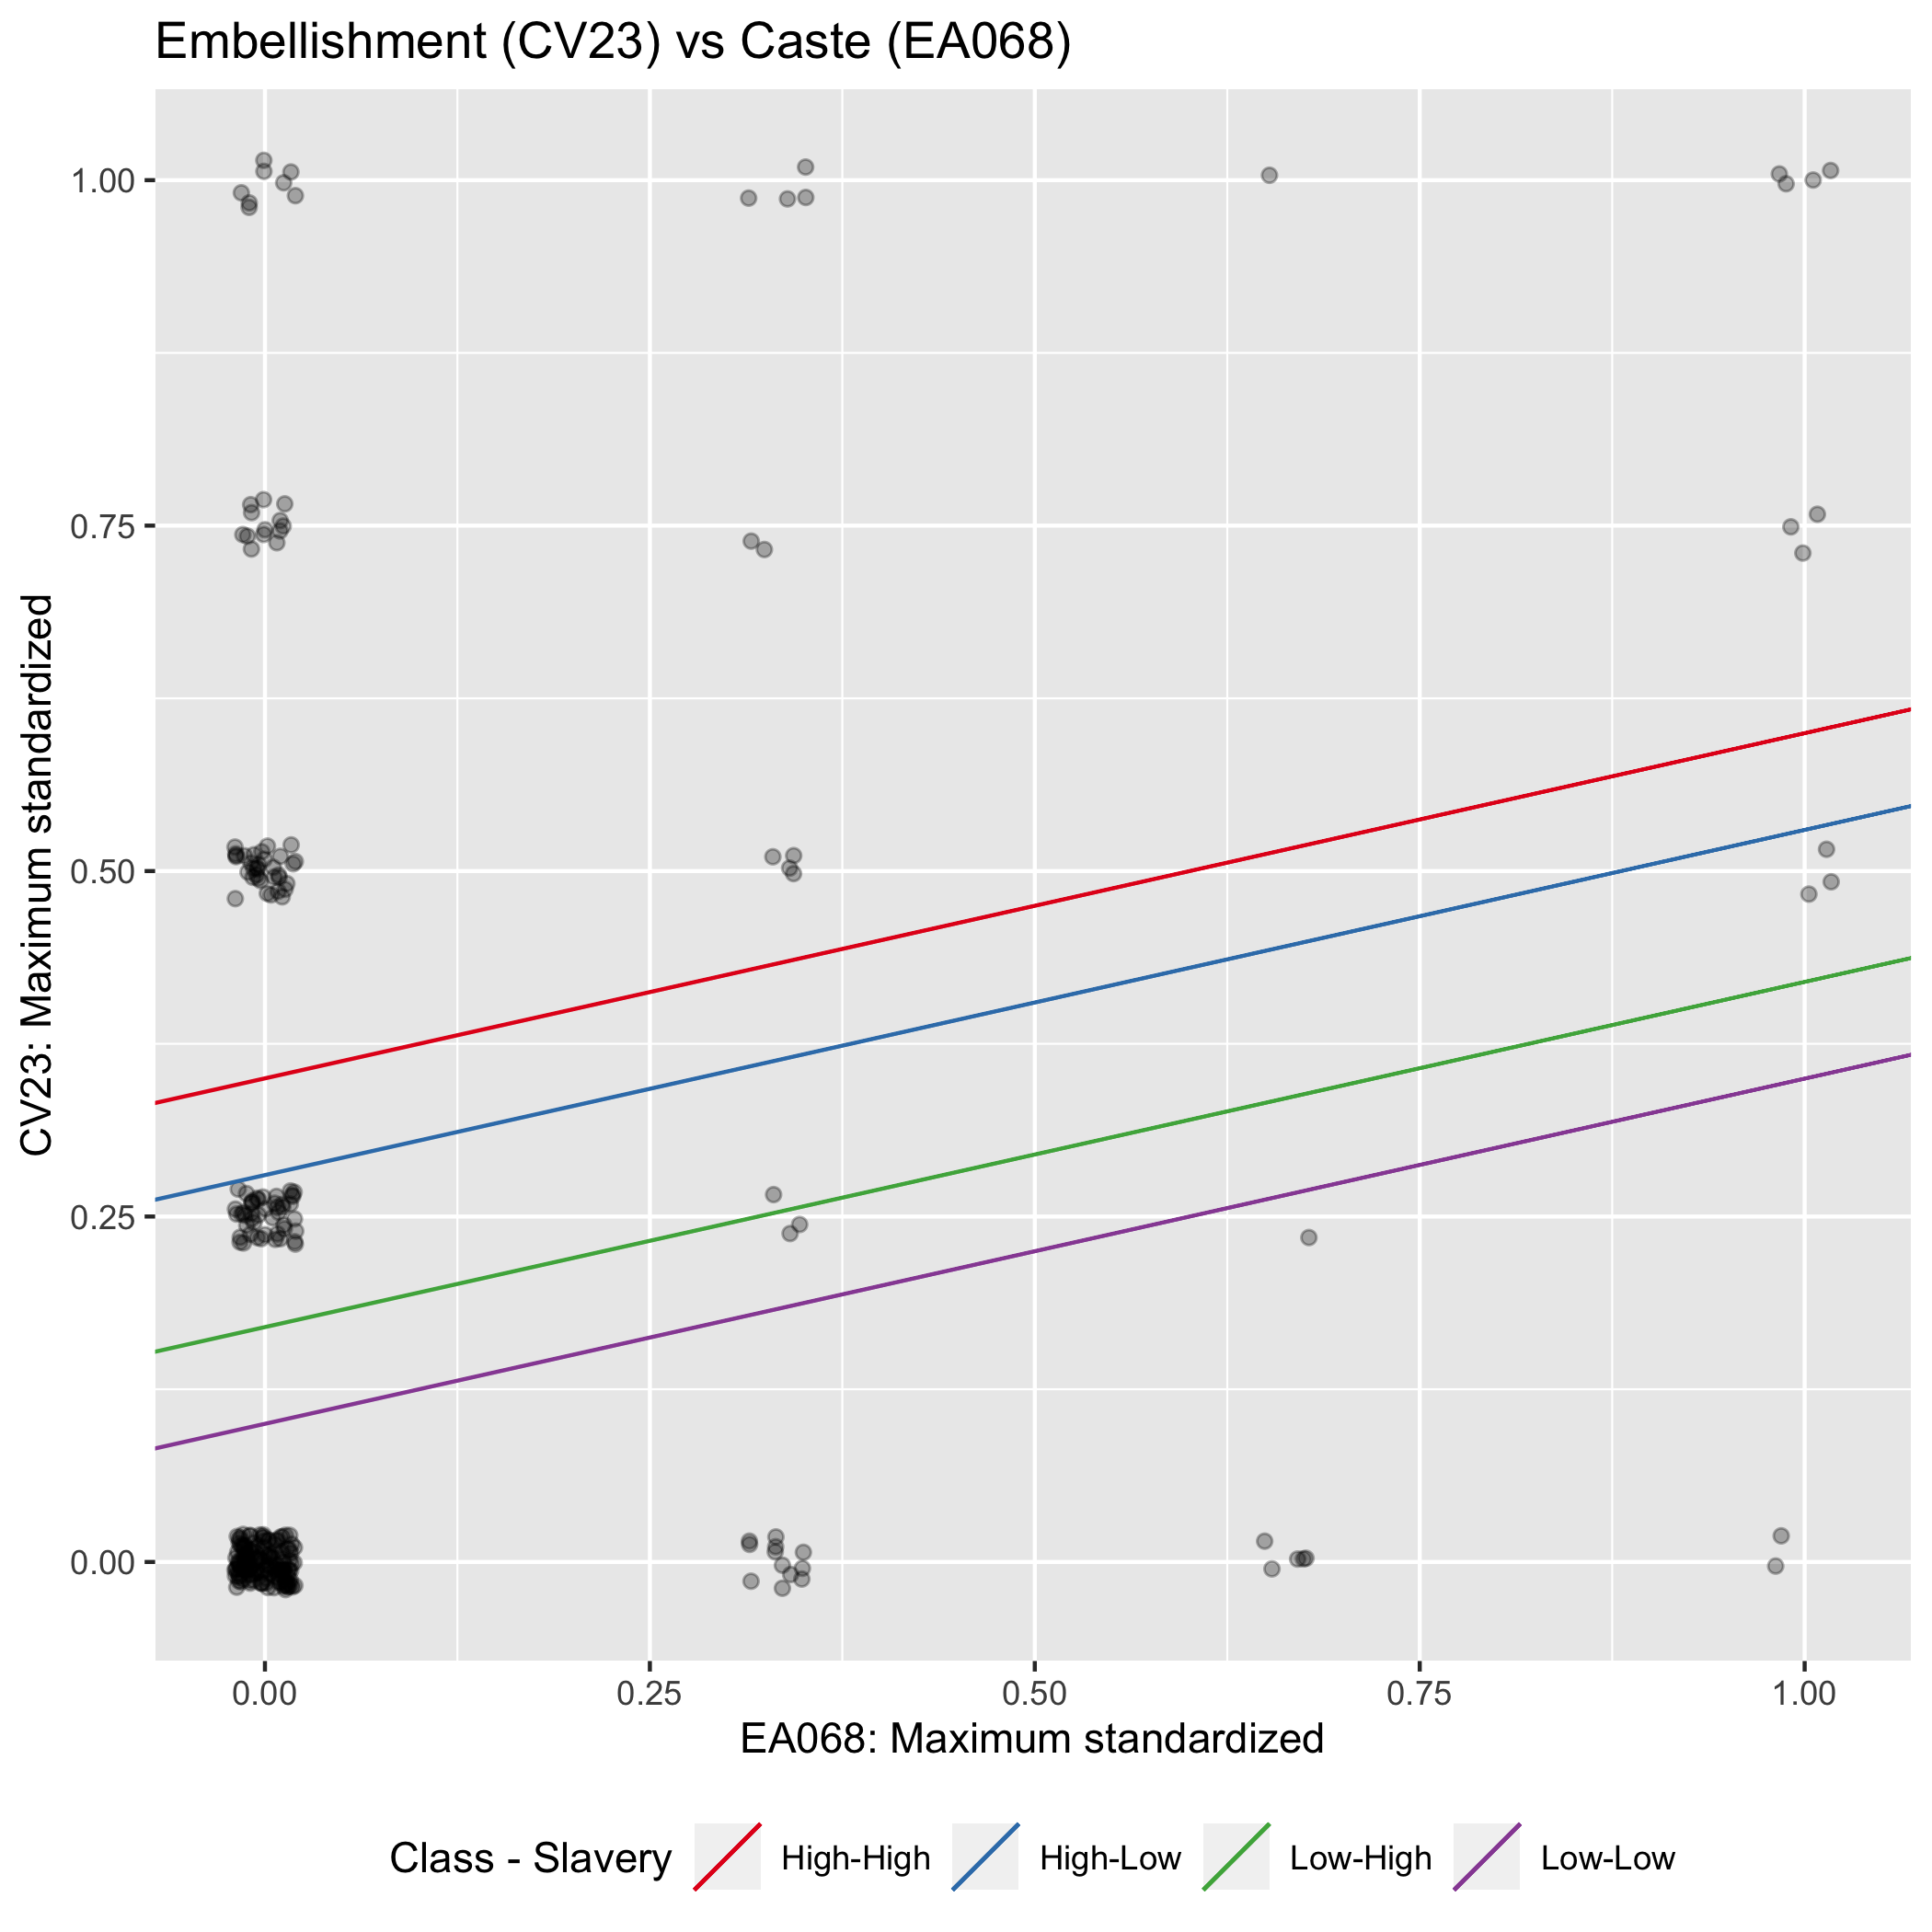 Embellishment (CV23) vs Caste (EA068)
CV23: Maximum standardized
1.00
0.75
0.50
0.25
0.00
0.00 0.25 0.50 0.75 1.00
EA068: Maximum standardized
Class - Slavery High-High High-Low Low-High Low-Low